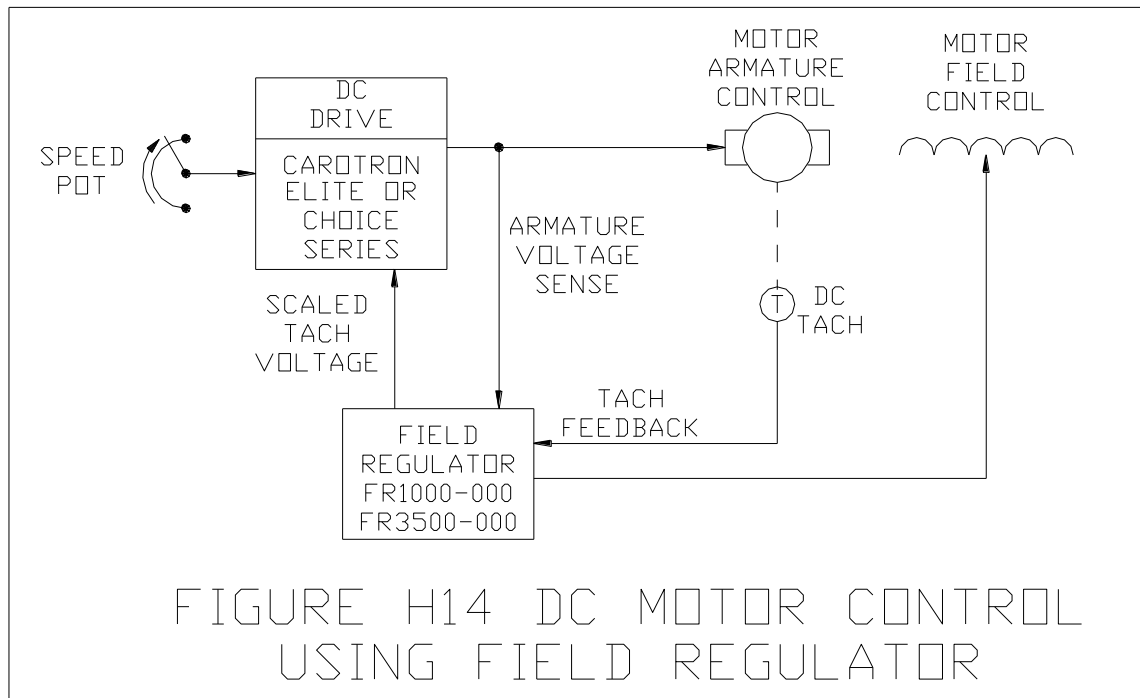 MOTOR
ARMATURE
CONTROL
MOTOR
FIELD
CONTROL
DC
DRIVE
SPEED
POT
CAROTRON
ELITE OR
CHOICE
SERIES
ARMATURE
VOLTAGE
SENSE
SCALED
TACH
VOLTAGE
T
DC
TACH
TACH
FEEDBACK
FIELD
REGULATOR
FR1000-000
FR3500-000
FIGURE H14 DC MOTOR CONTROL
USING FIELD REGULATOR